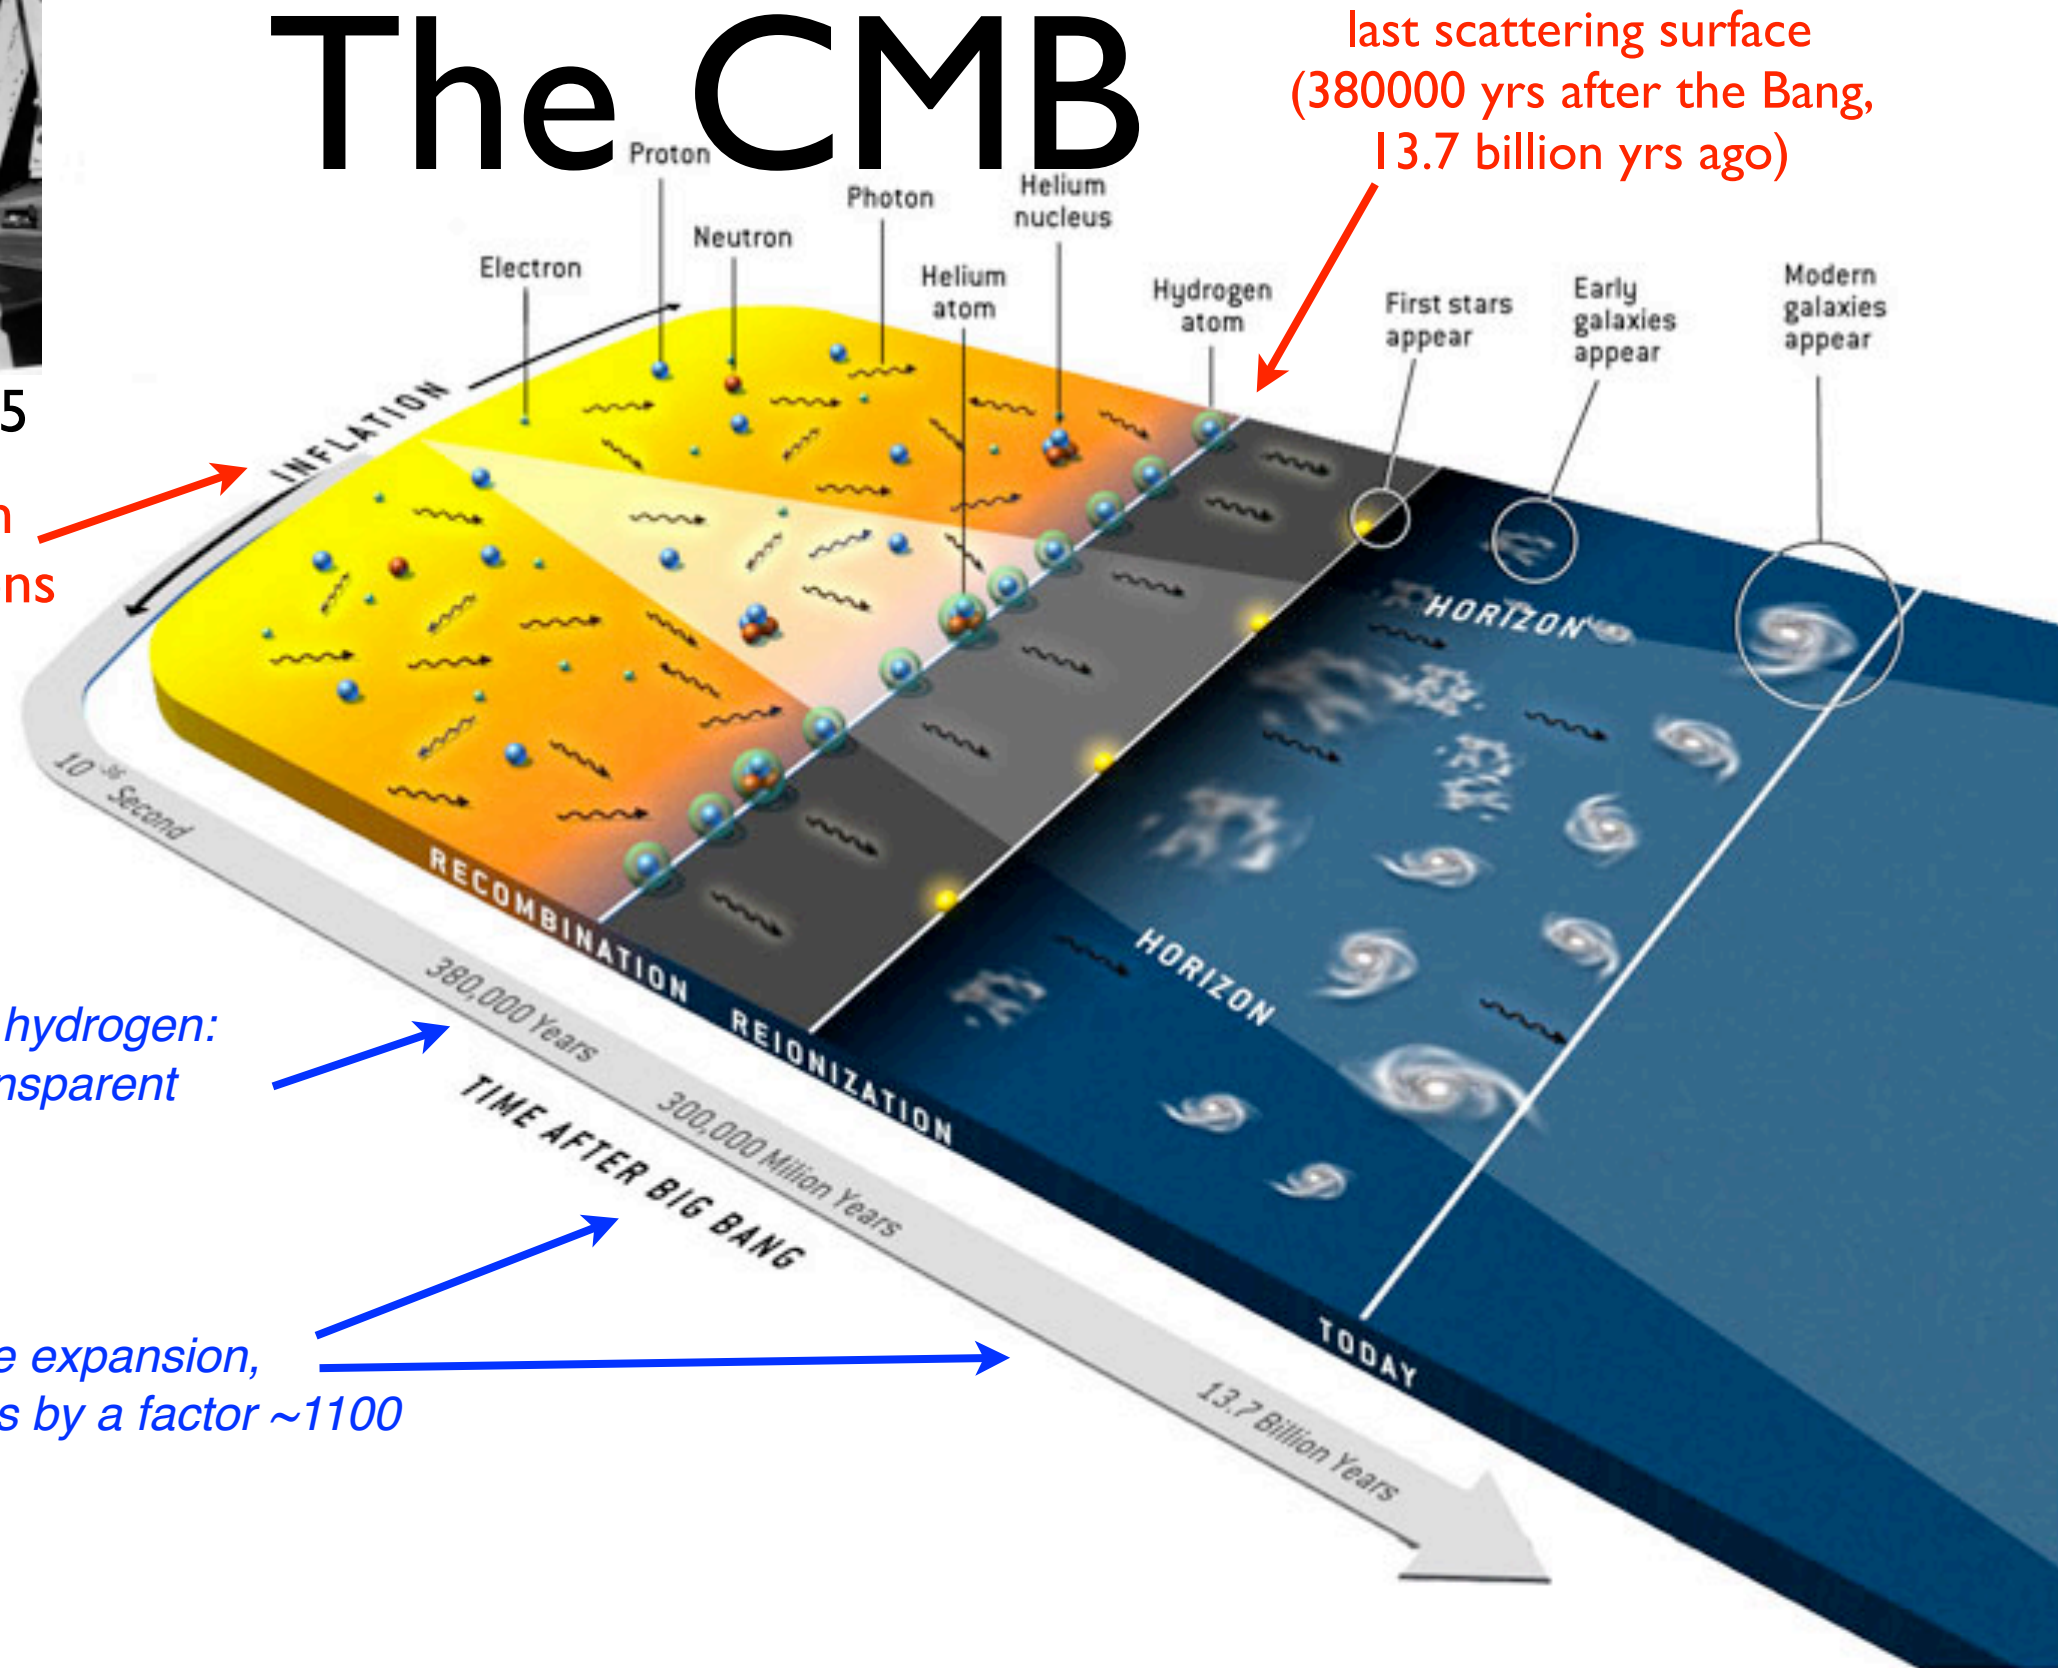 The CMB
last scattering surface
(380000 yrs after the Bang,
13.7 billion yrs ago)
Proton
Photon
Helium
nucleus
Neutron
Electron
Helium
atom
Hydrogen
atom
First stars
appear
Early
galaxies
appear
Modern
galaxies
appear
5
INFLATION
n
ns
HORIZON
HORIZON
10-36 Second
RECOMBINATION
380,000 Years
REIONIZATION
300,000 Milion Years
TIME AFTER BIG BANG
hydrogen:
nsparent
e expansion,
s by a factor ~1100
TODAY
13.7 Billion Years